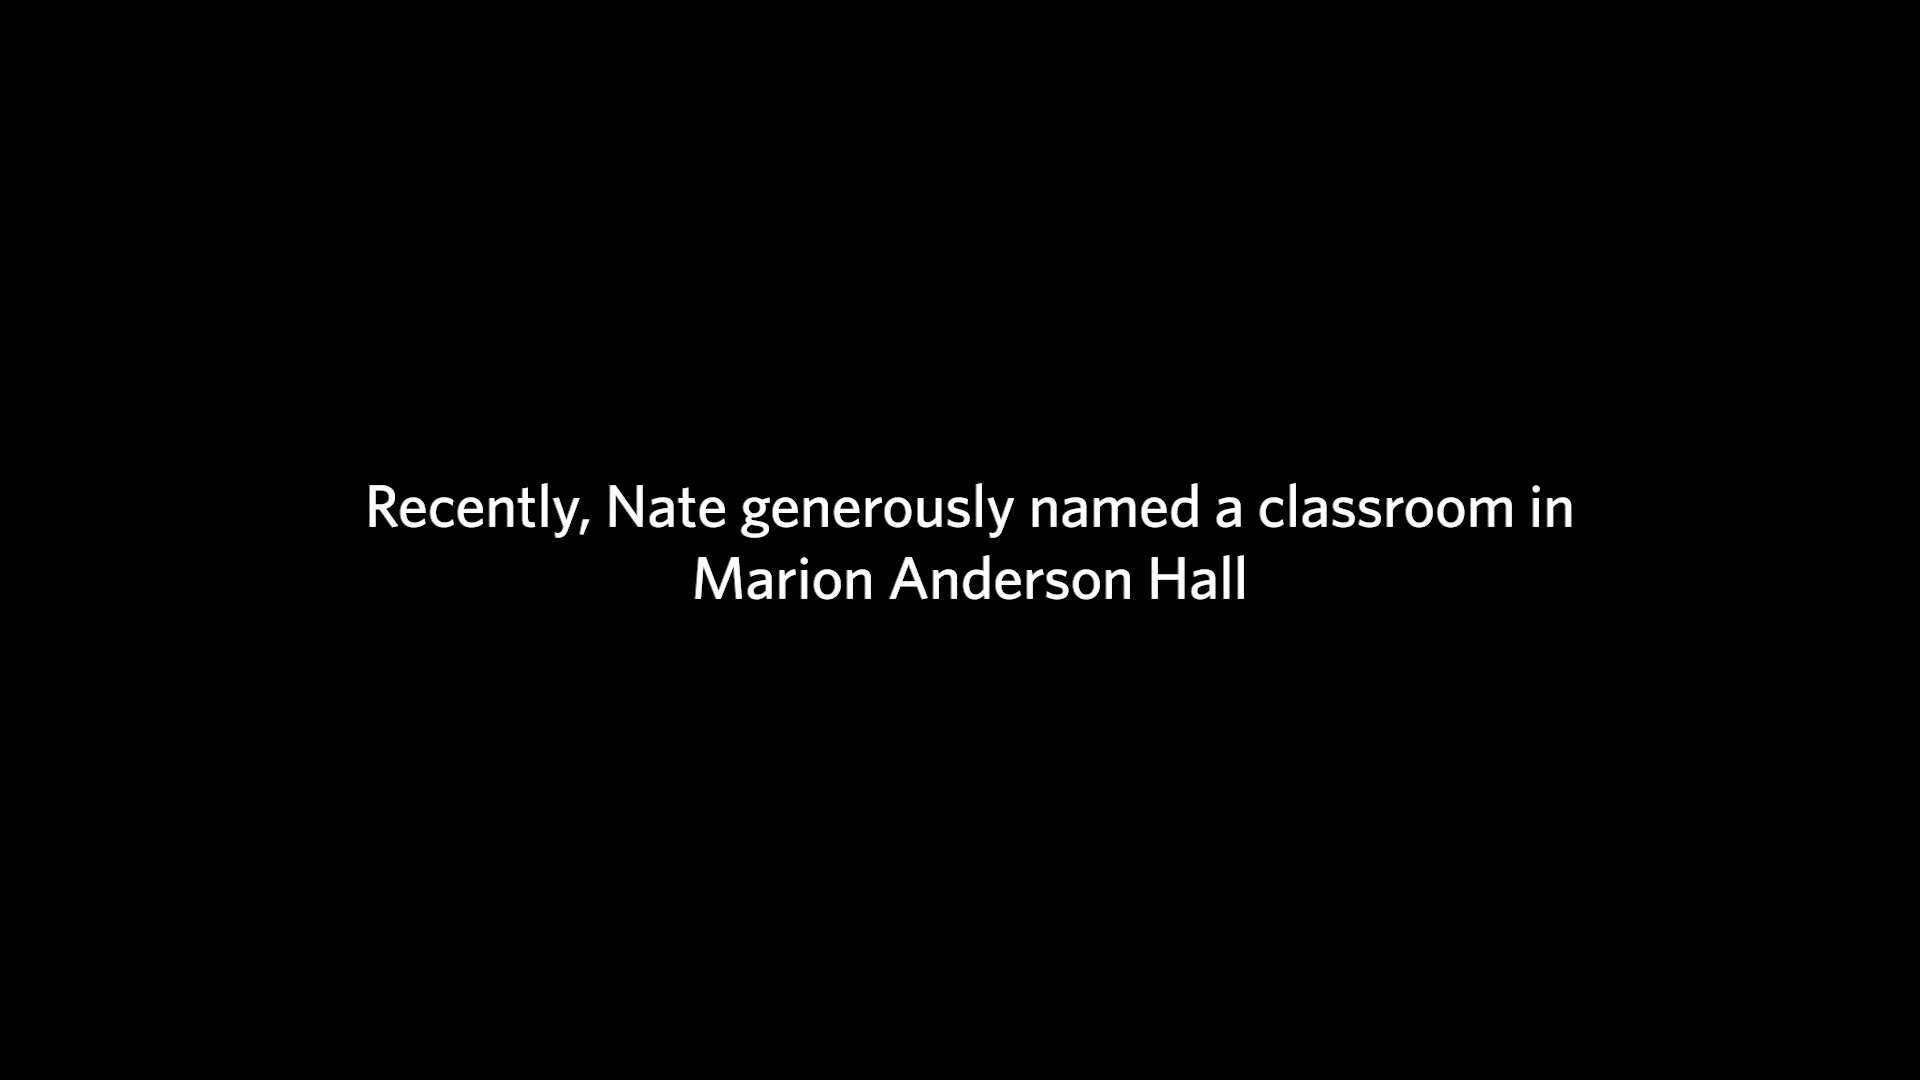 Recently, Nate generously named a classroom in
Marion Anderson Hall